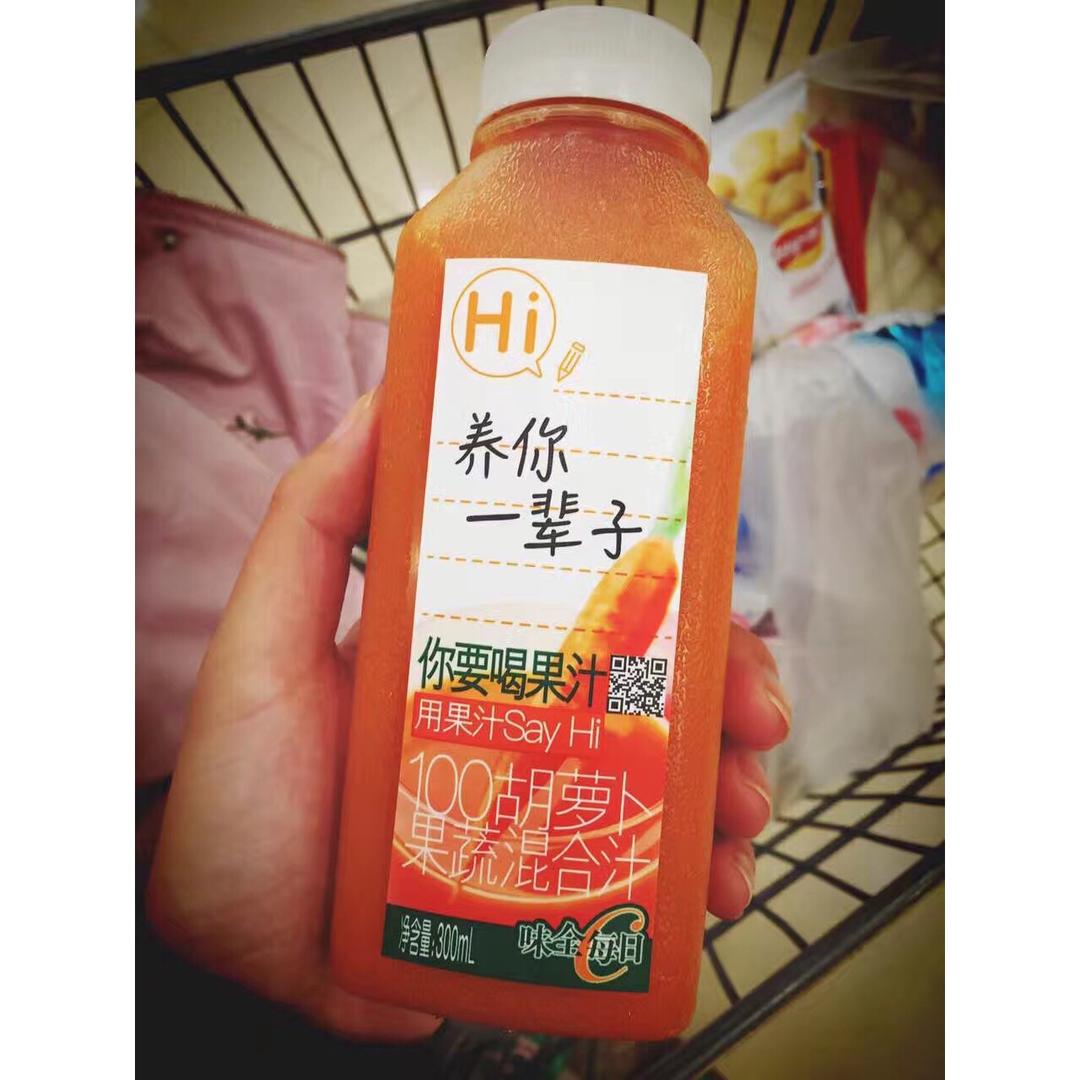 Hi
养你
一辈子
你要喝果汁
用果汁Say Hi
100胡萝卜
果蔬混合汁
净含量:300mL
味全每日C